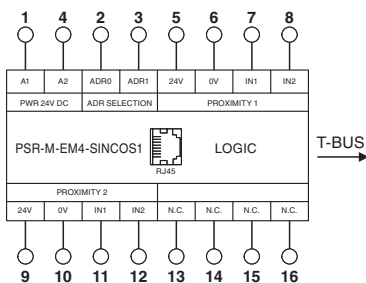 1 4 2 3 5 6 7 8
A1 A2 ADR0 ADR1 24V 0V IN1 IN2
PWR 24V DC ADR SELECTION PROXIMITY 1
PSR-M-EM4-SINCOS1 LOGIC T-BUS
RJ45
PROXIMITY 2
24V 0V IN1 IN2 N.C. N.C. N.C. N.C.
9 10 11 12 13 14 15 16